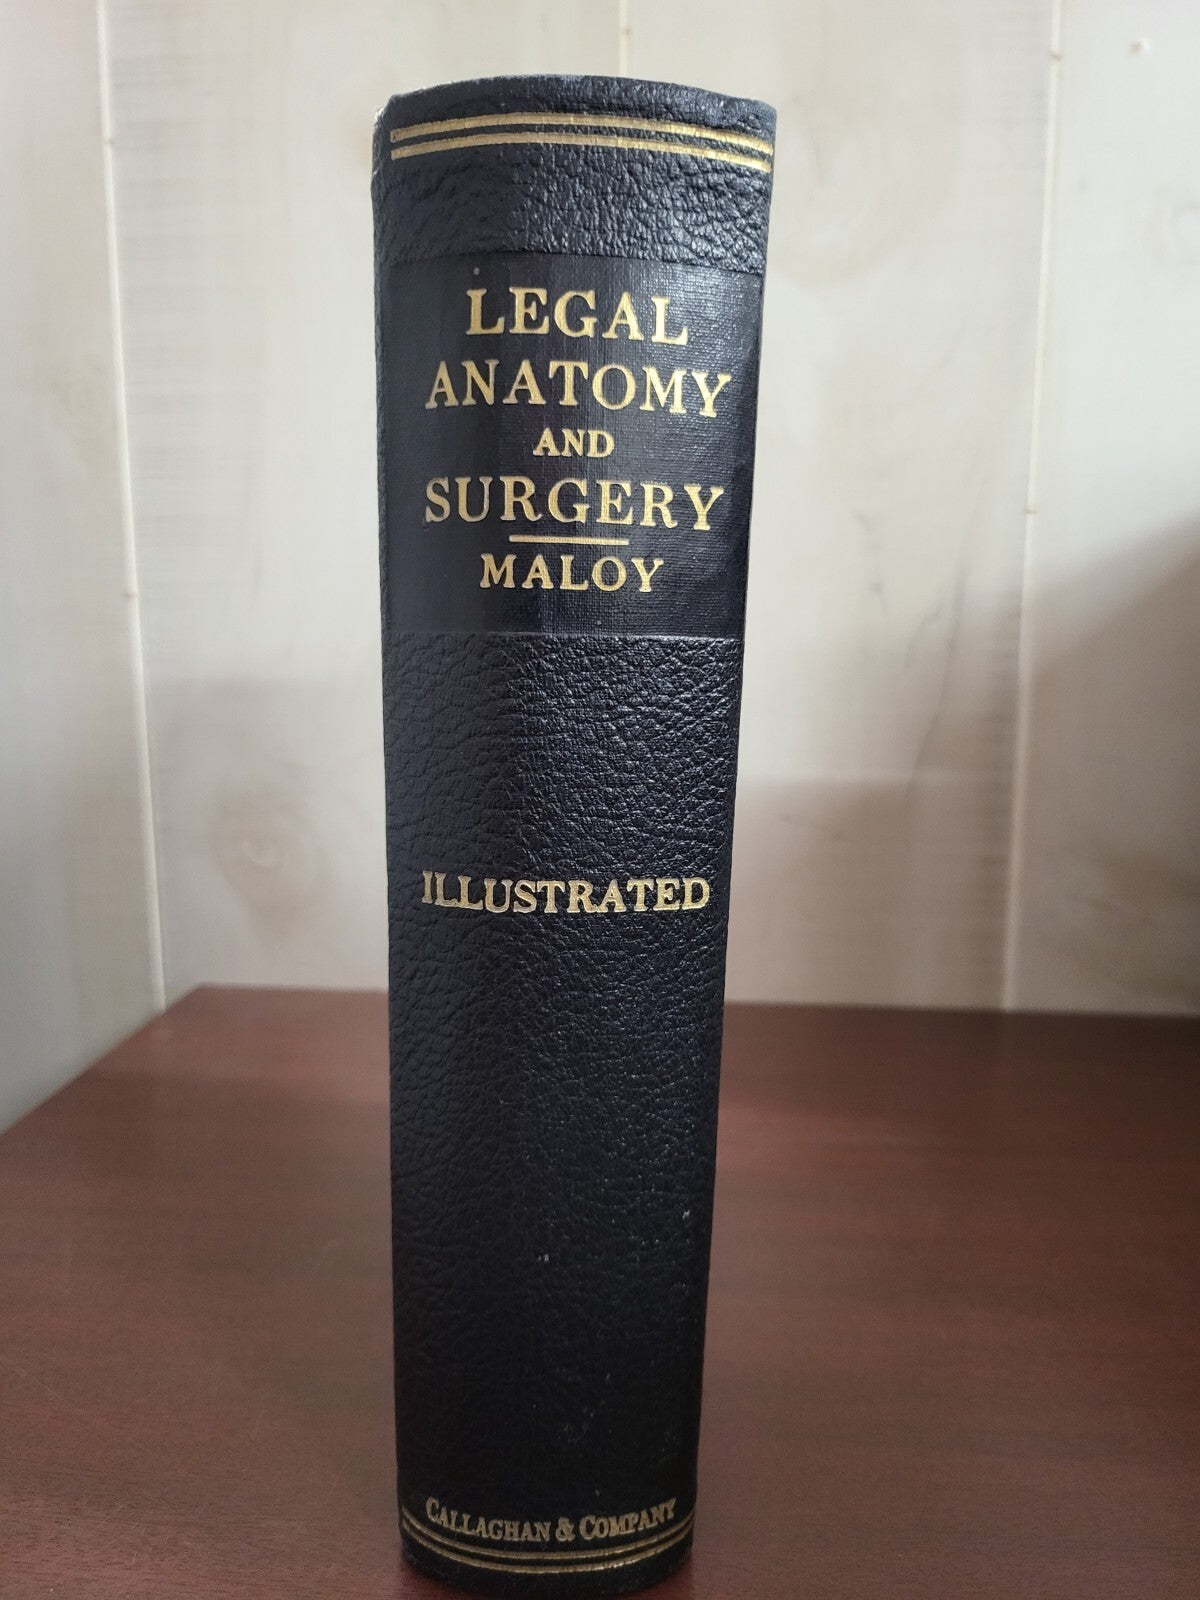 LEGAL
ANATOMY
AND
SURGERY
MALOY
ILLUSTRATED
CALLAGHAN & COMPANY